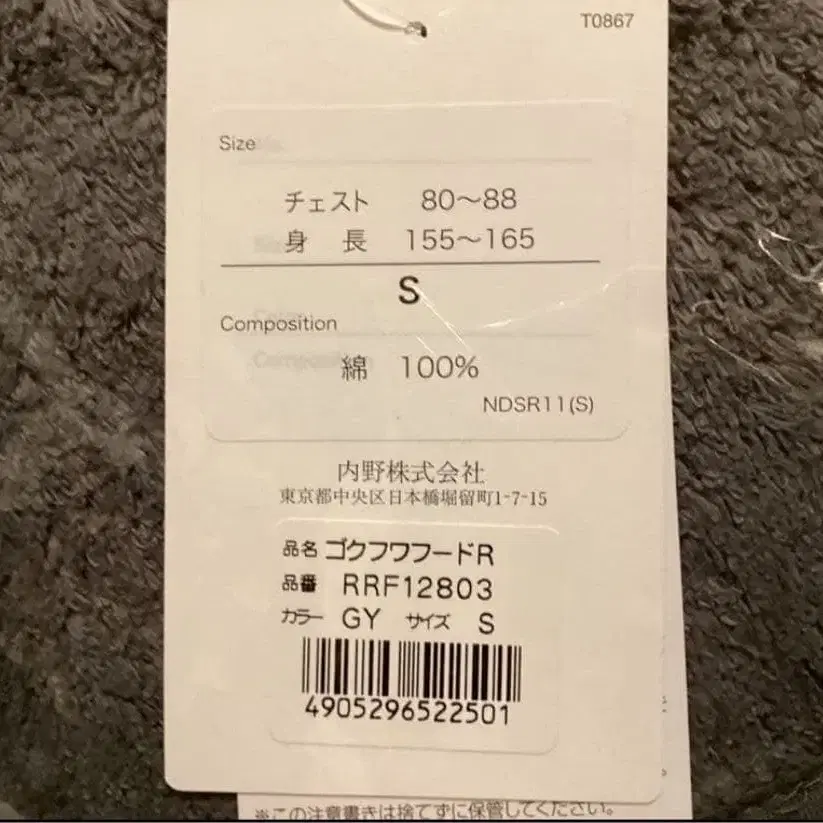 T0867
Size
チェスト 80〜88
身 長 155〜165
S
Composition
綿 100%
NDSR11(S)
内野株式会社
東京都中央区日本橋堀留町1-7-15
品名 ゴクフワフードR
品番 RRF12803
カラー GY サイズ S
4905296522501
※この注意書きは捨てずに保管してください。